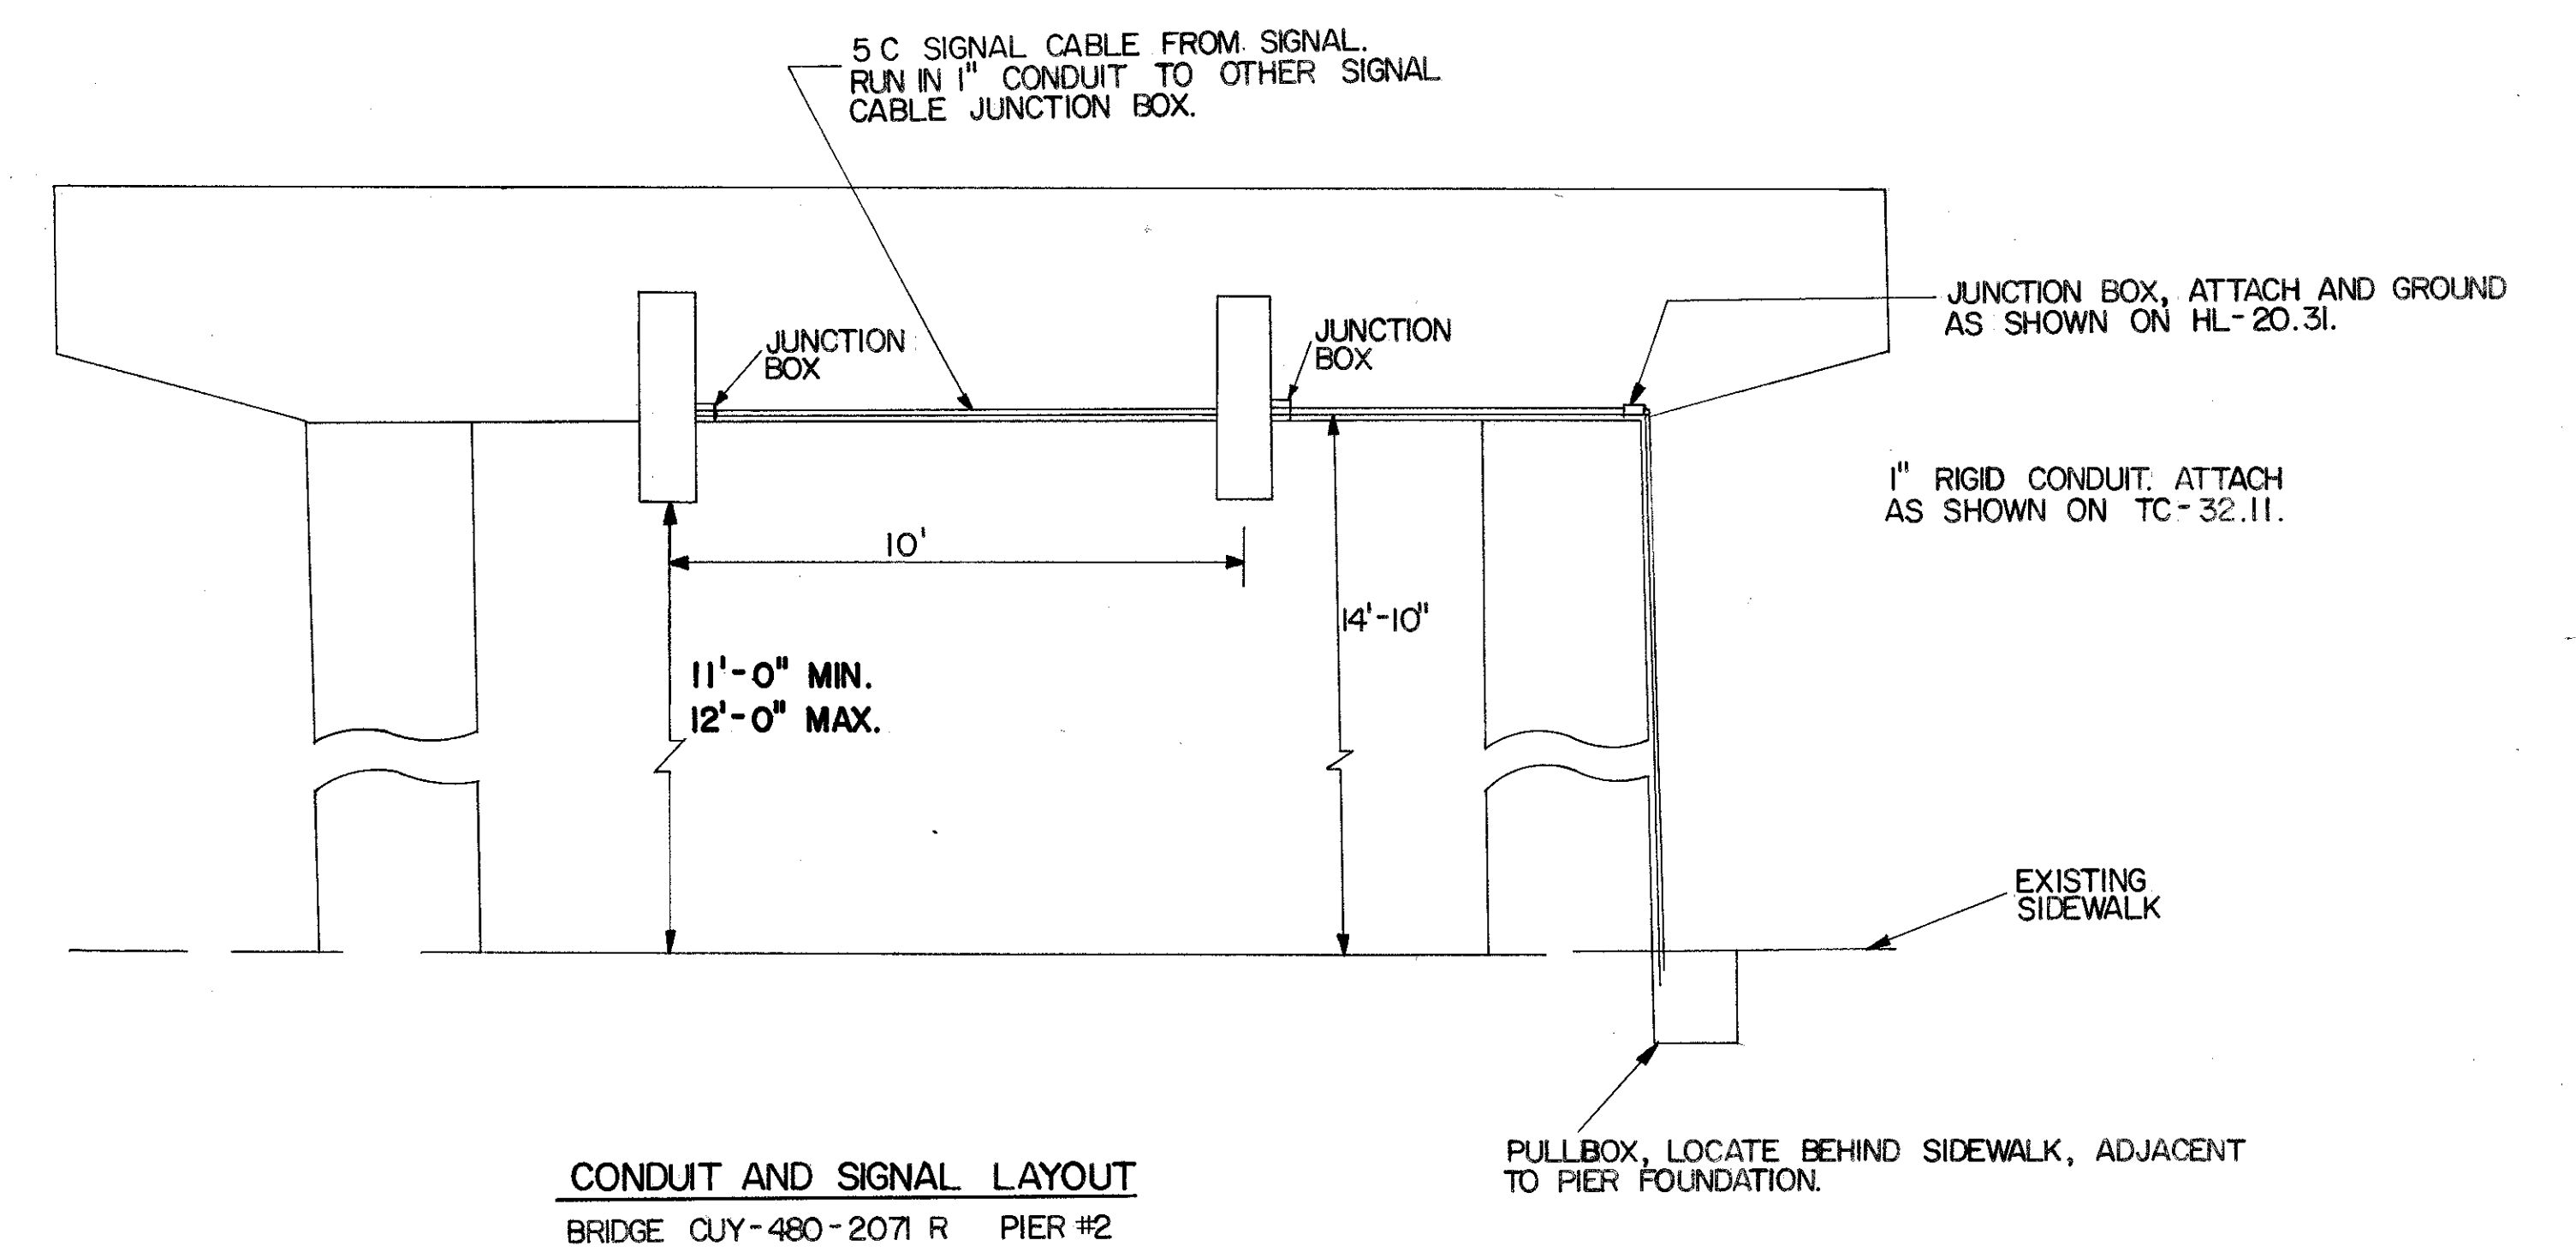 5 C SIGNAL CABLE FROM SIGNAL.
RUN IN 1" CONDUIT TO OTHER SIGNAL
CABLE JUNCTION BOX.
JUNCTION BOX, ATTACH AND GROUND
AS SHOWN ON HL-20.31.
JUNCTION
BOX
JUNCTION
BOX
1" RIGID CONDUIT. ATTACH
AS SHOWN ON TC-32.11.
10'
14'-10"
11'-0" MIN.
12'-0" MAX.
EXISTING
SIDEWALK
PULLBOX, LOCATE BEHIND SIDEWALK, ADJACENT
TO PIER FOUNDATION.
CONDUIT AND SIGNAL LAYOUT
BRIDGE CUY-480-2071 R PIER #2